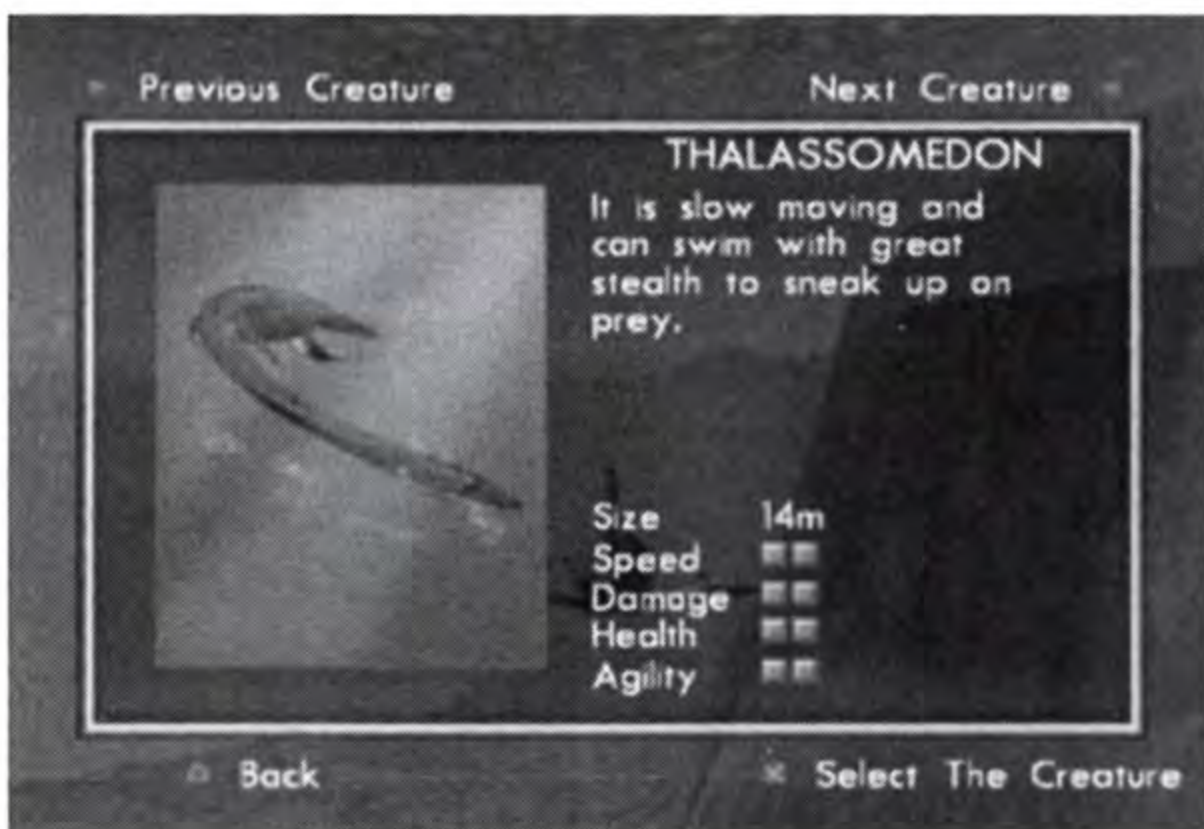 Previous Creature
Next Creature
THALASSOMEDON
It is slow moving and
can swim with great
stealth to sneak up on
prey.
Size 14m
Speed
Damage
Health
Agility
Back
Select The Creature